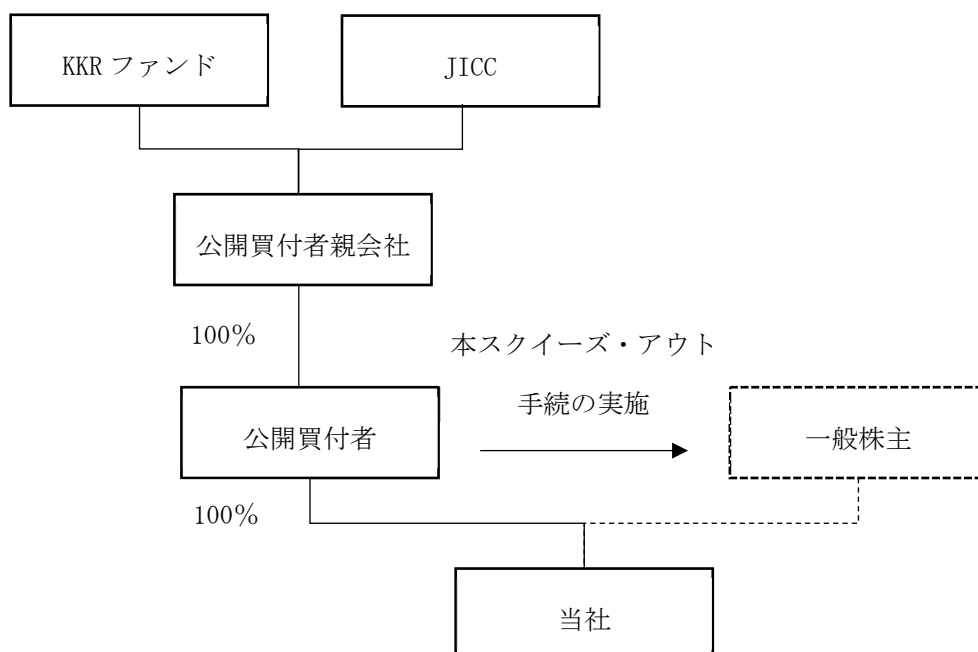 KKR ファンド
JICC
公開買付者親会社
100％
本スクイーズ・アウト
手続の実施
公開買付者
一般株主
100％
当社